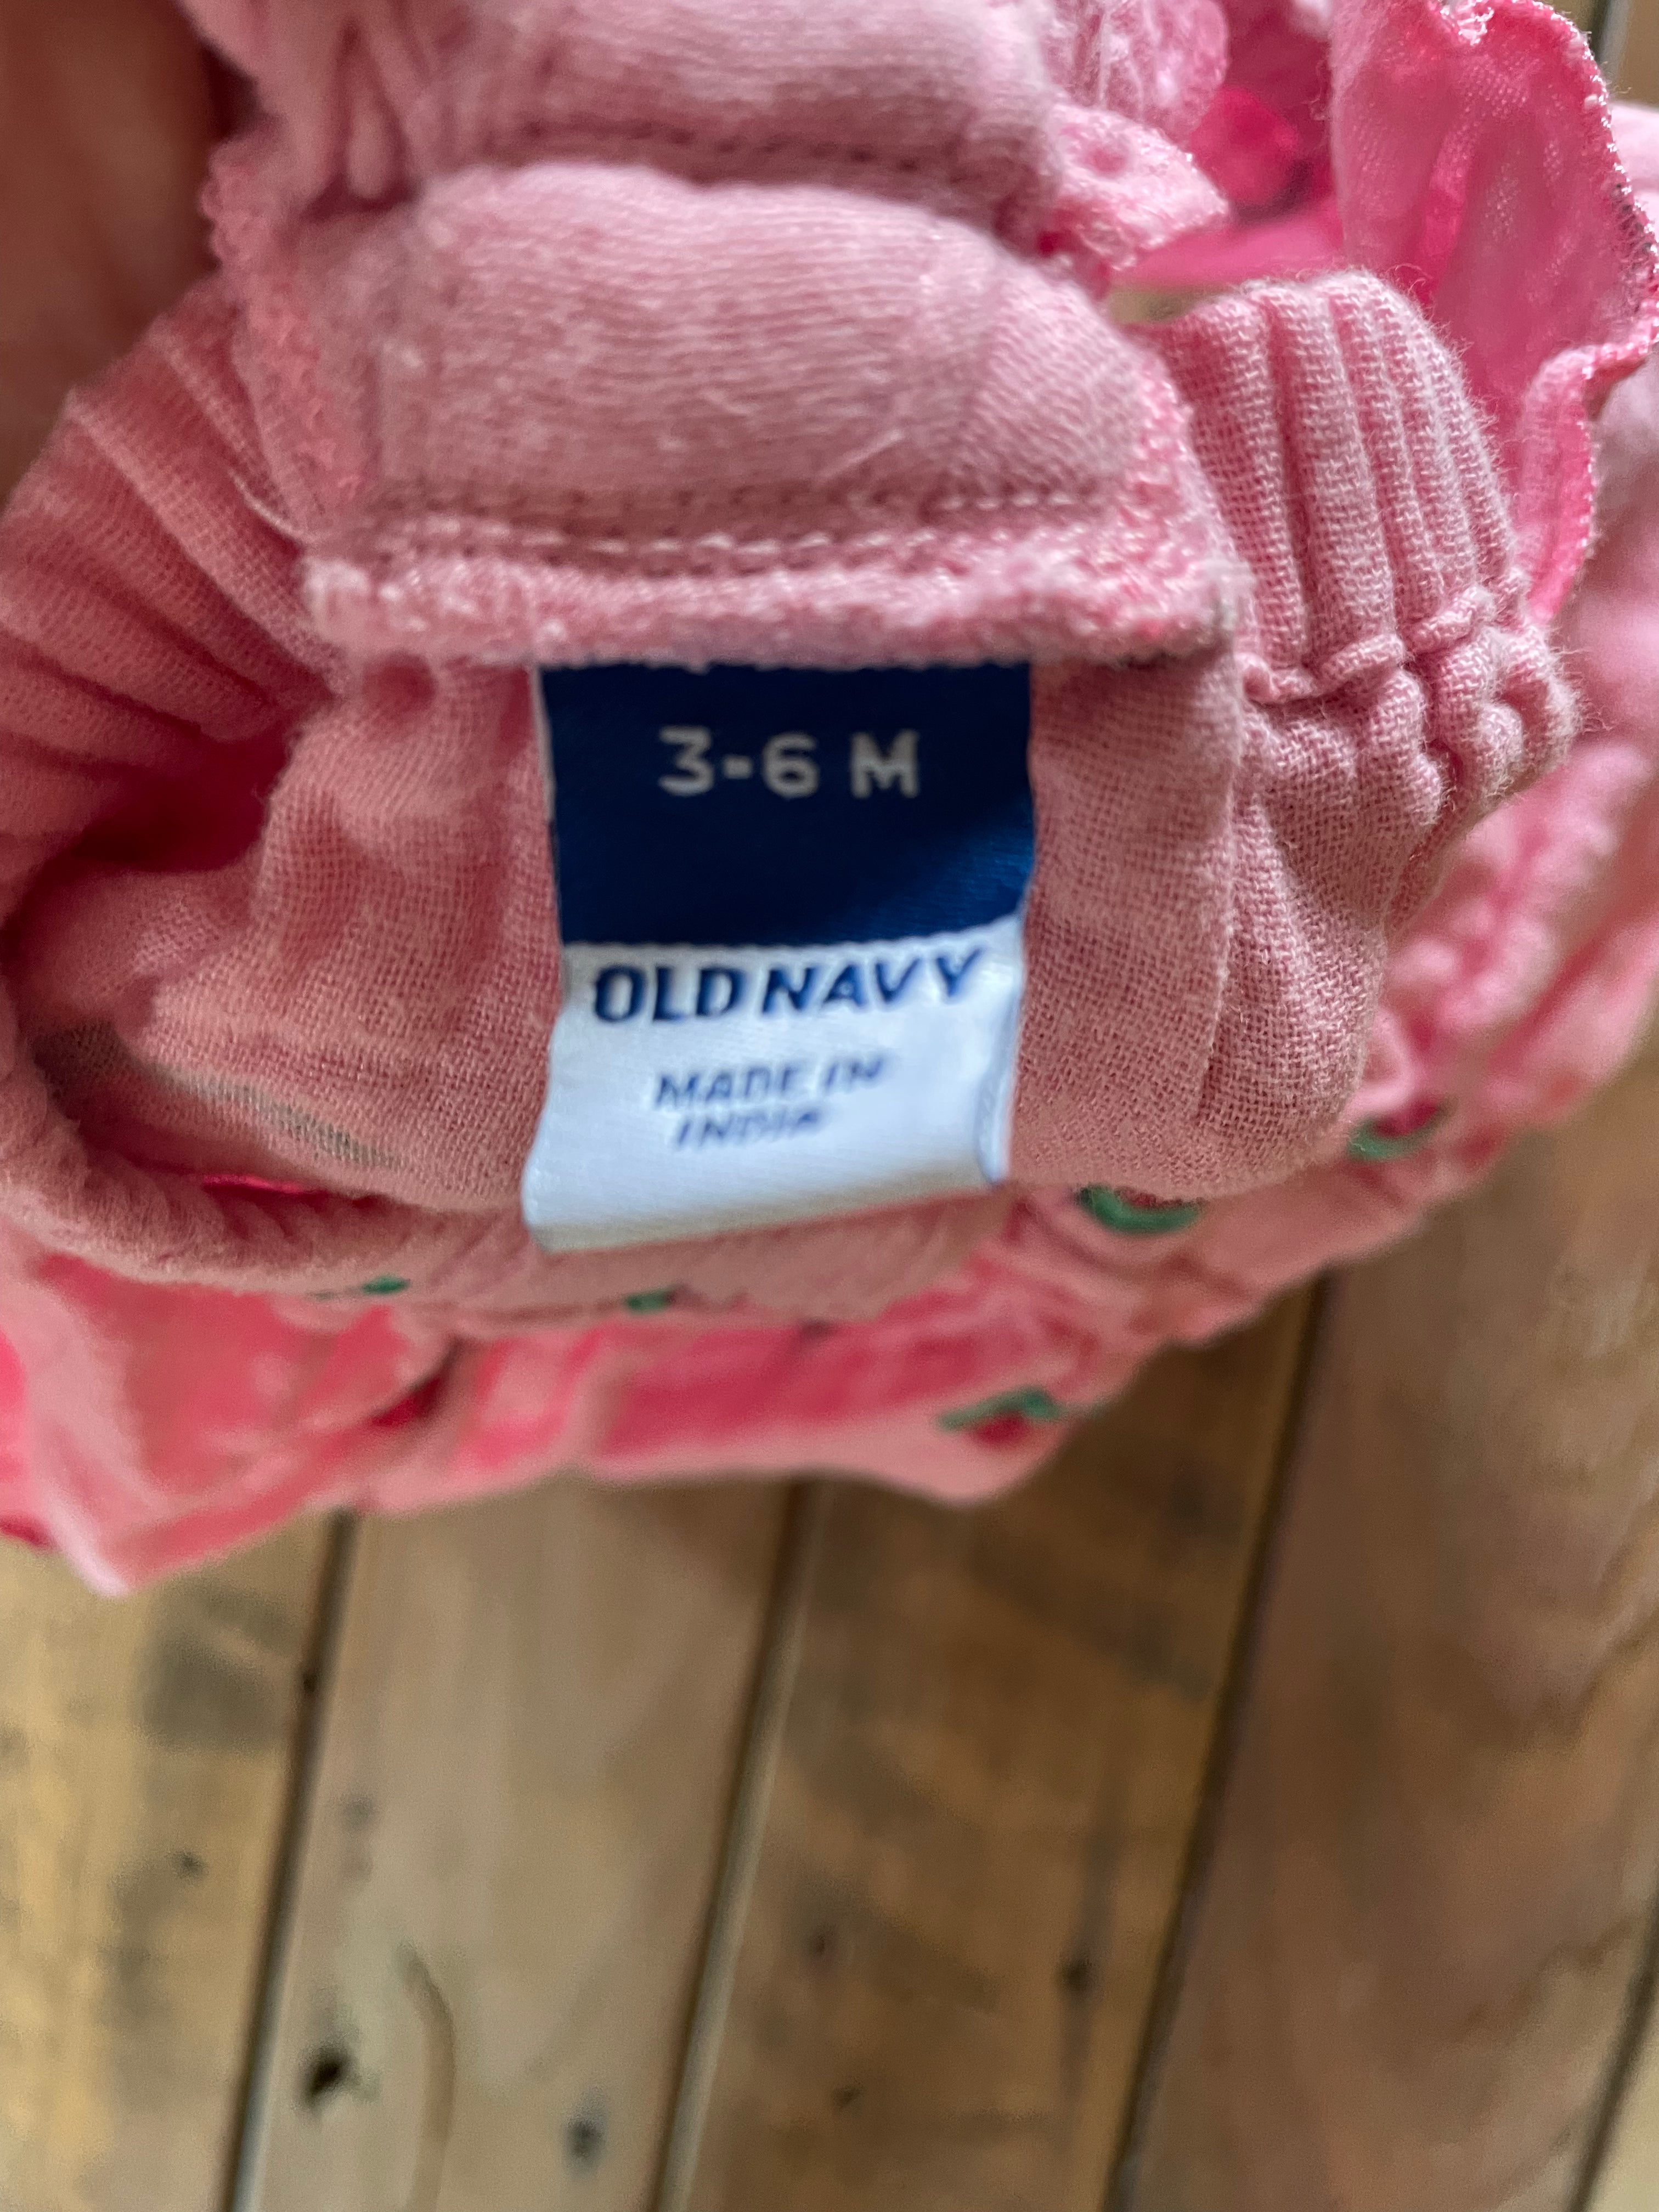 3-6 M
OLD NAVY
MADE IN
INDIA